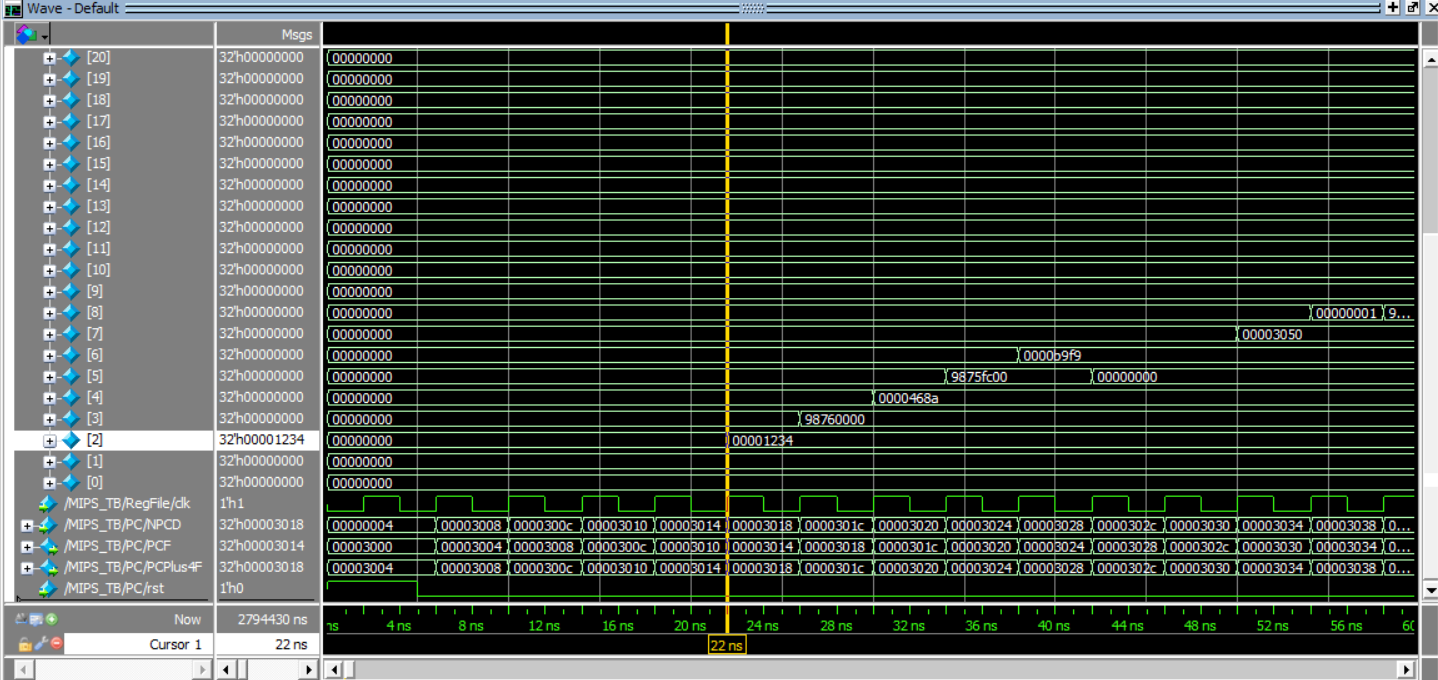 Wave - Default
Msgs
[20] 32'h00000000 00000000
[19] 32'h00000000 00000000
[18] 32'h00000000 00000000
[17] 32'h00000000 00000000
[16] 32'h00000000 00000000
[15] 32'h00000000 00000000
[14] 32'h00000000 00000000
[13] 32'h00000000 00000000
[12] 32'h00000000 00000000
[11] 32'h00000000 00000000
[10] 32'h00000000 00000000
[9] 32'h00000000 00000000
[8] 32'h00000000 00000000 00000001 9...
[7] 32'h00000000 00000000 00003050
[6] 32'h00000000 00000000 0000b9f9
[5] 32'h00000000 00000000 9875fc00 00000000
[4] 32'h00000000 00000000 0000468a
[3] 32'h00000000 00000000 98760000
[2] 32'h00001234 00000000 00001234
[1] 32'h00000000 00000000
[0] 32'h00000000 00000000
/MIPS_TB/RegFile/clk 1'h1
/MIPS_TB/PC/NPCD 32'h00003018 00000004 00003008 0000300c 00003010 00003014 00003018 0000301c 00003020 00003024 00003028 0000302c 00003030 00003034 00003038 0...
/MIPS_TB/PC/PCF 32'h00003014 00003000 00003004 00003008 0000300c 00003010 00003014 00003018 0000301c 00003020 00003024 00003028 0000302c 00003030 00003034 0...
/MIPS_TB/PC/PCPlus4F 32'h00003018 00003004 00003008 0000300c 00003010 00003014 00003018 0000301c 00003020 00003024 00003028 0000302c 00003030 00003034 00003038 0...
/MIPS_TB/PC/rst 1'h0
Now 2794430 ns ns 4 ns 8 ns 12 ns 16 ns 20 ns 24 ns 28 ns 32 ns 36 ns 40 ns 44 ns 48 ns 52 ns 56 ns 60
Cursor 1 22 ns 22 ns